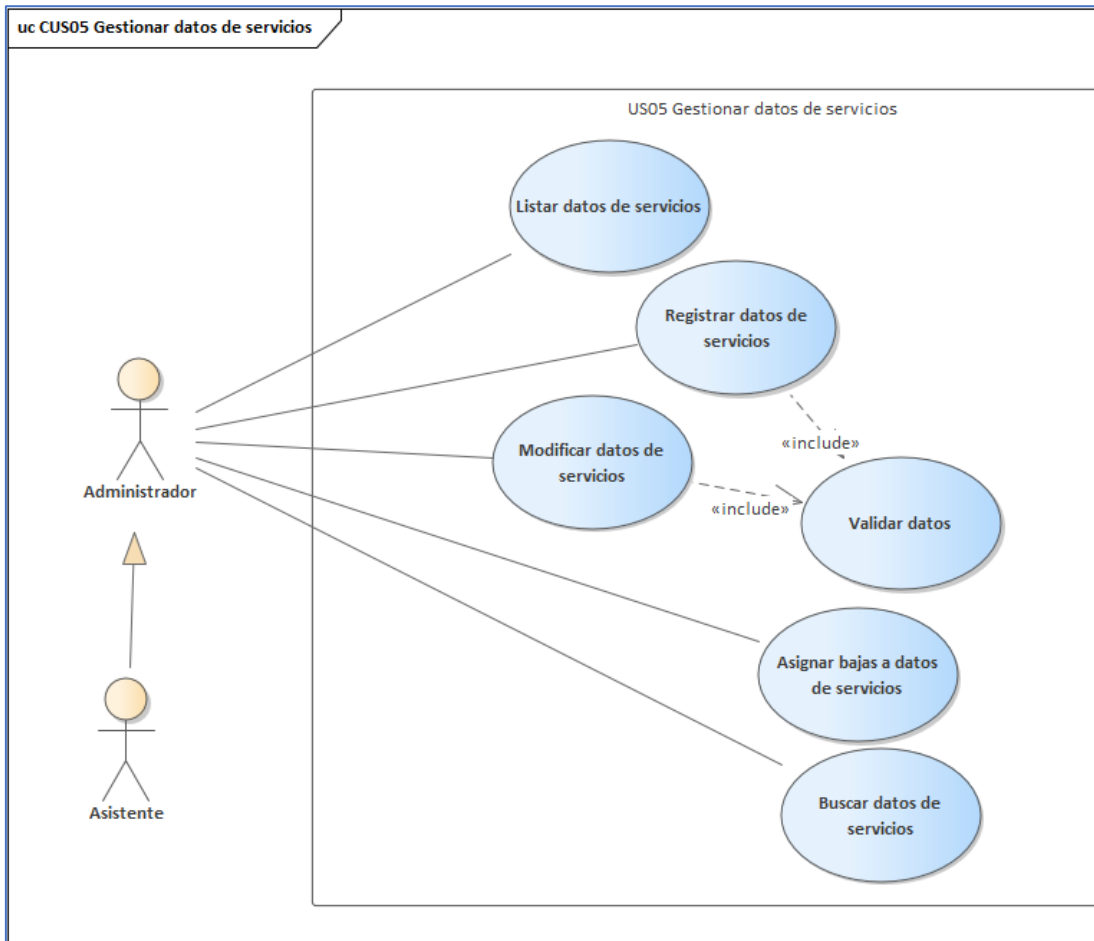 uc CUS05 Gestionar datos de servicios
US05 Gestionar datos de servicios
Listar datos de servicios
Registrar datos de
servicios
«include»
Modificar datos de
servicios
«include»
Validar datos
Administrador
Asignar bajas a datos
de servicios
Asistente
Buscar datos de
servicios